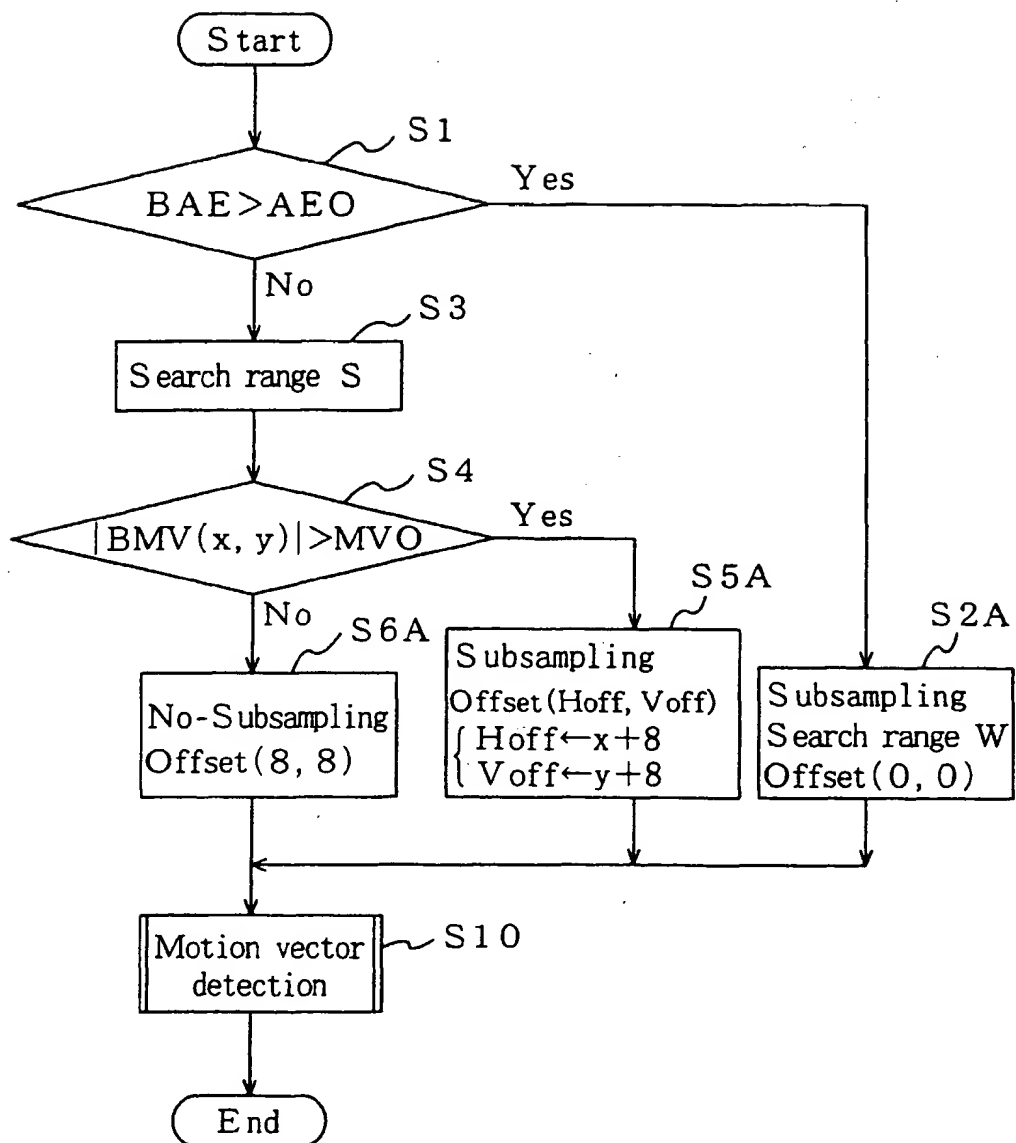 Start
S1
BAE>AEO
Yes
No
S3
Search range S
S4
|BMV(x, y)|>MVO
Yes
No
S6A
No-Subsampling
Offset(8, 8)
S5A
Subsampling
Offset(Hoff, Voff)
{ Hoff←x+8
Voff←y+8
S2A
Subsampling
Search range W
Offset(0, 0)
Motion vector
detection
S10
End